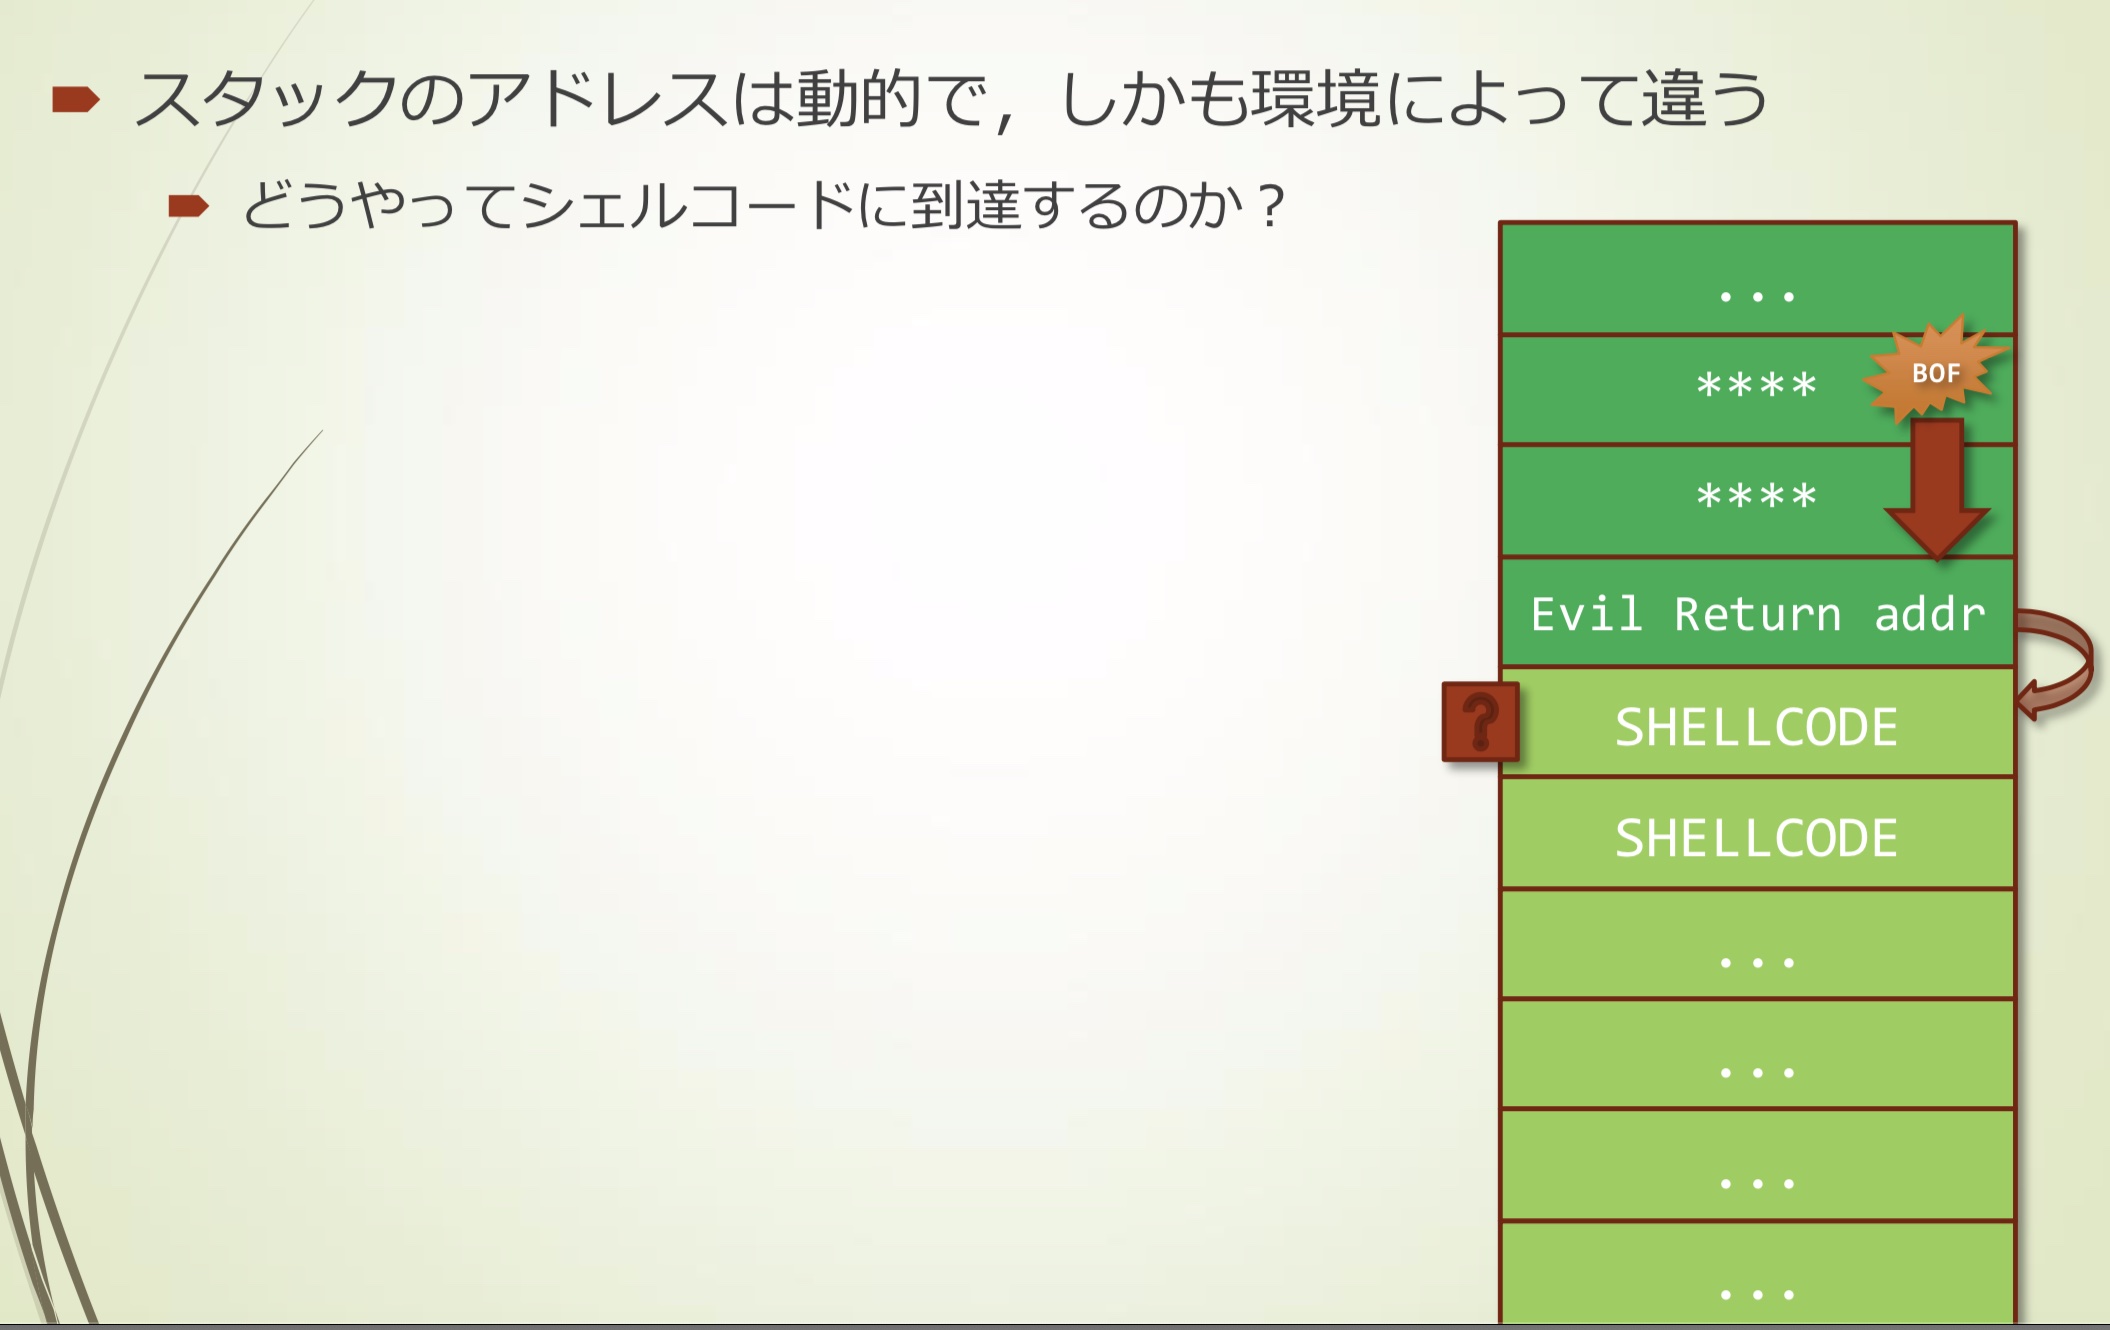 スタックのアドレスは動的で，しかも環境によって違う
どうやってシェルコードに到達するのか？
...
****
BOF
****
Evil Return addr
?
SHELLCODE
SHELLCODE
...
...
...
...